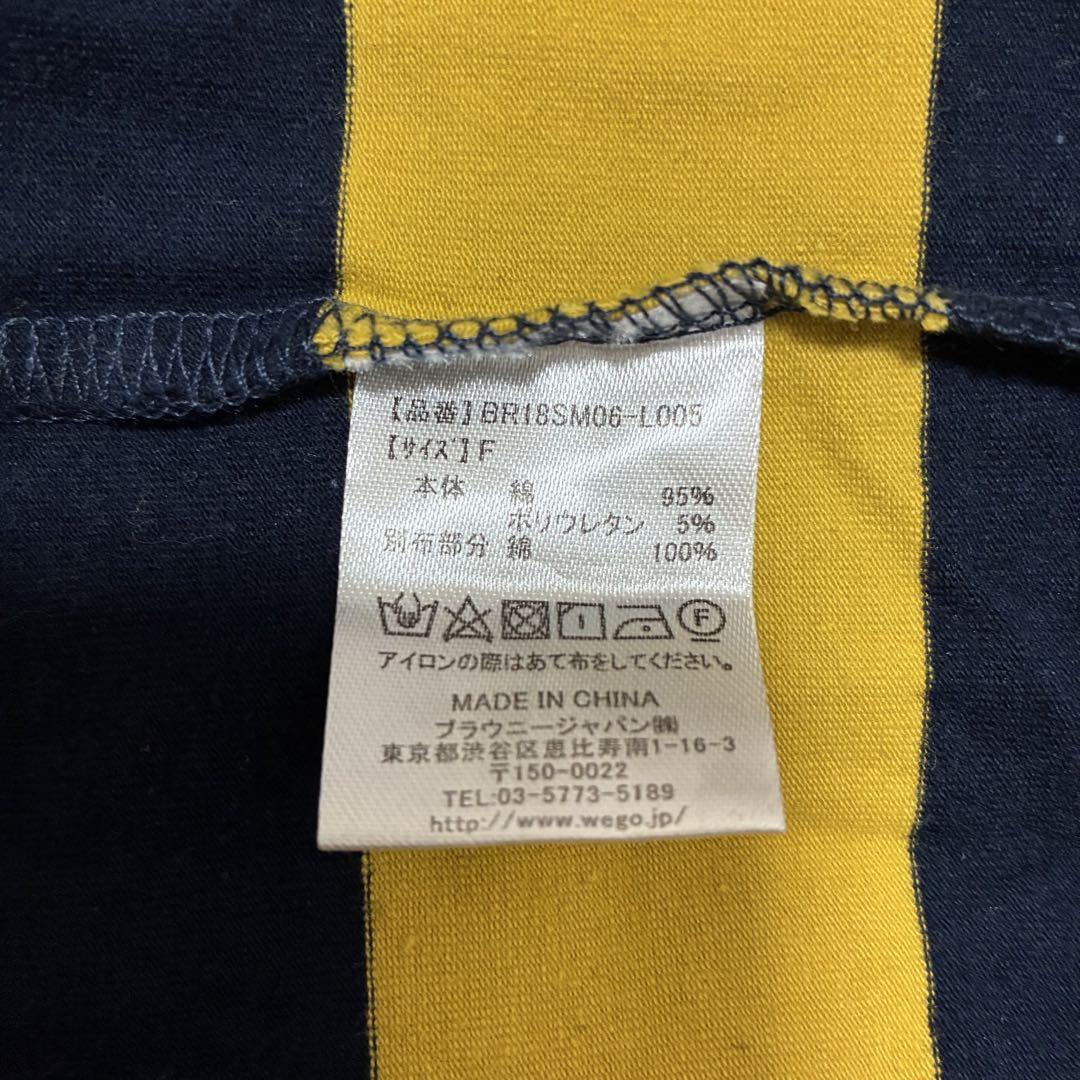 【品番】BR18SM06-L005
【サイズ】F
本体 綿 95%
ポリウレタン 5%
別布部分 綿 100%
アイロンの際はあて布をしてください。
MADE IN CHINA
ブラウニージャパン㈱
東京都渋谷区恵比寿南1-16-3
〒150-0022
TEL:03-5773-5189
http://www.wego.jp/